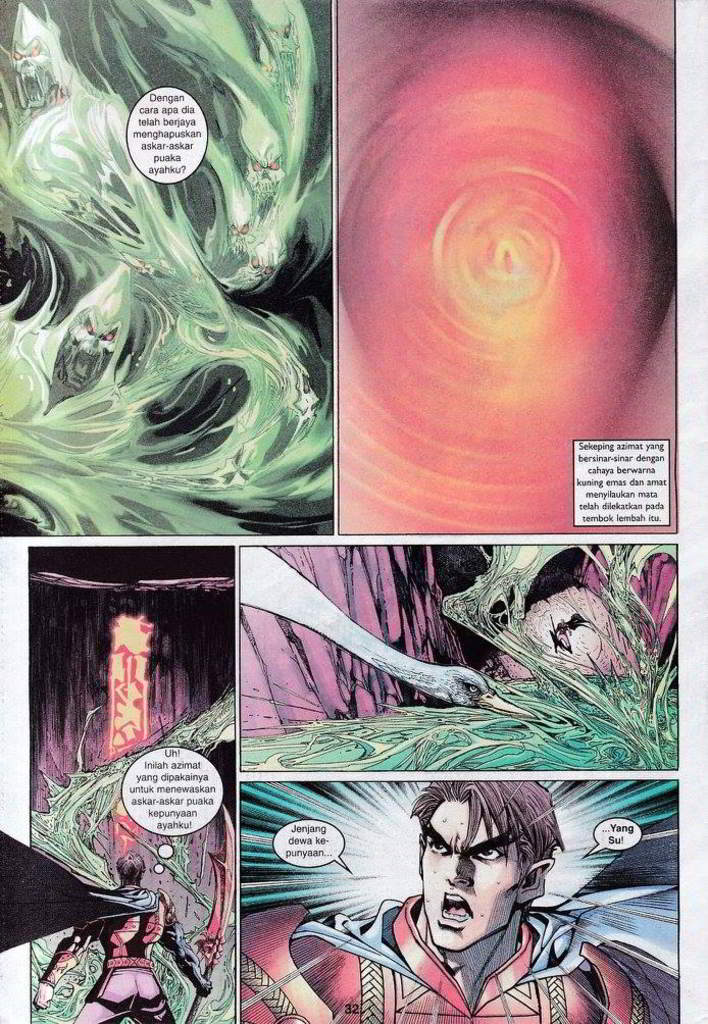 Dengan
cara apa dia
telah berjaya
menghapuskan
askar-askar
puaka
ayahku?
Sekeping azimat yang
bersinar-sinar dengan
cahaya berwarna
kuning emas dan amat
menyilaukan mata
telah dilekatkan pada
tembok lembah itu.
Uh!
Inilah azimat
yang dipakainya
untuk menewaskan
askar-askar puaka
kepunyaan
ayahku!
Jenjang
dewa ke-
punyaan...
...Yang
Su!
32